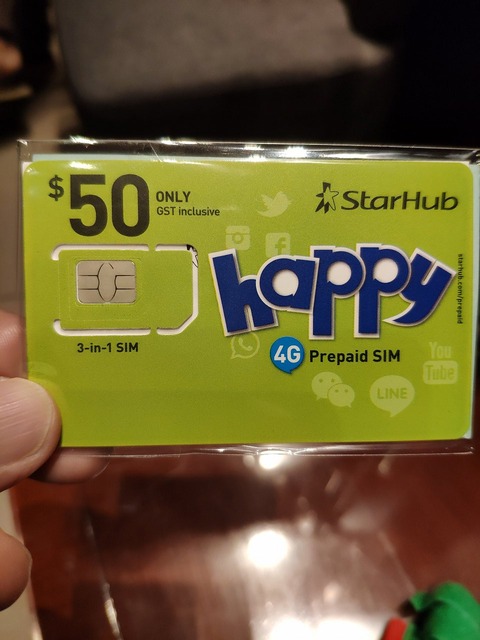 $50 ONLY
GST inclusive
StarHub
happy
starhub.com/prepaid
3-in-1 SIM
4G Prepaid SIM
You
Tube
LINE